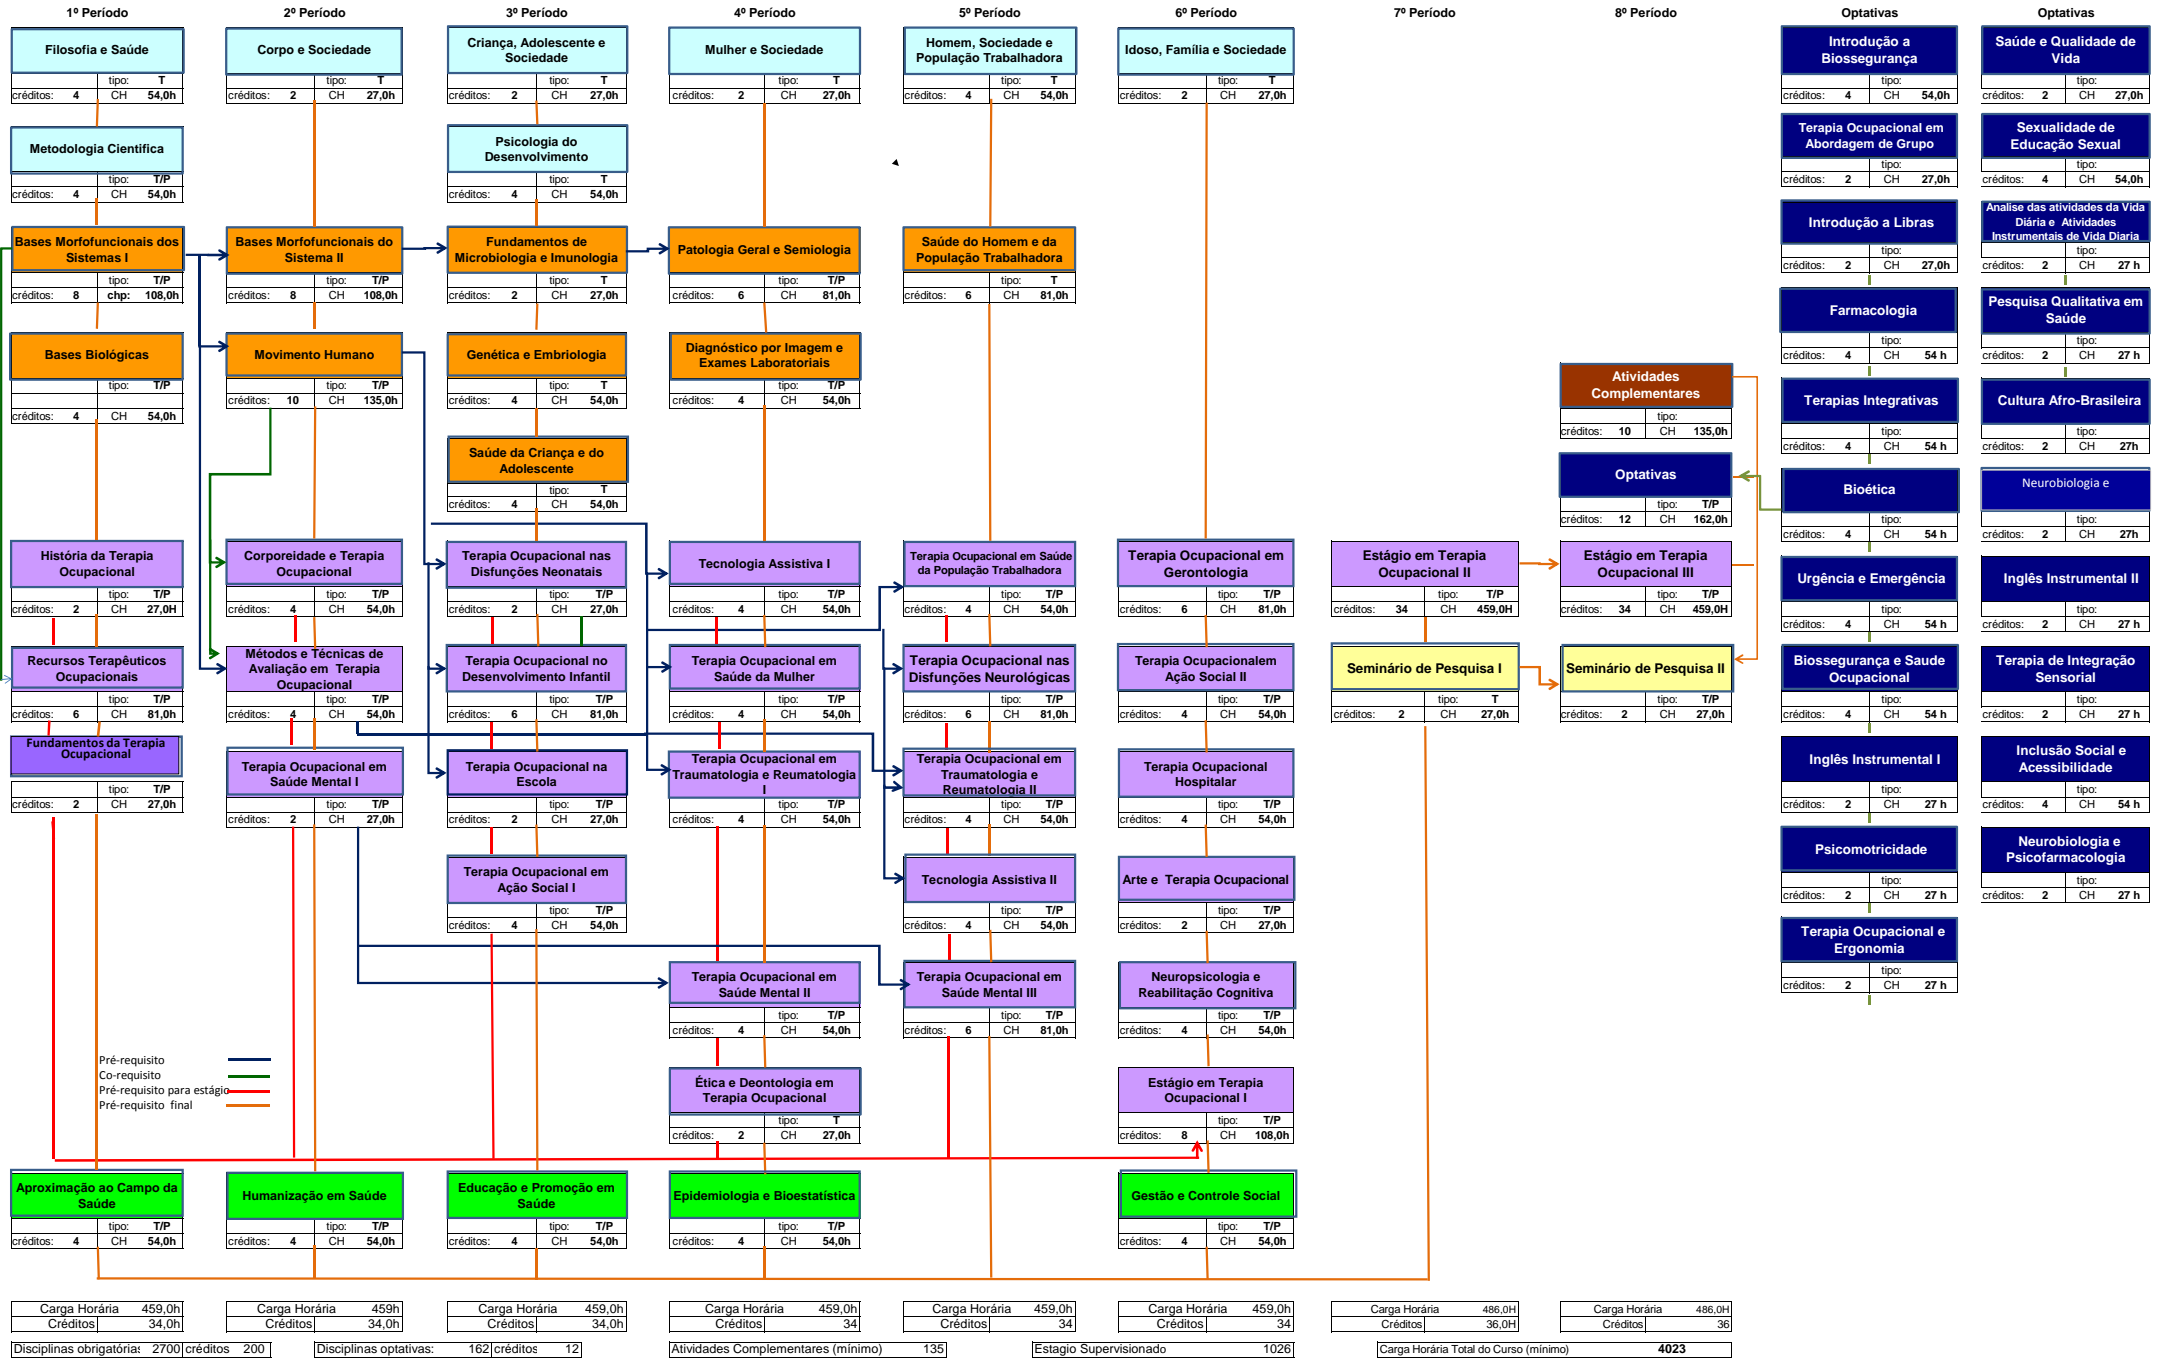 1º Período
Filosofia e Saúde
tipo: T
créditos: 4 CH 54,0h
Metodologia Cientifica
tipo: T/P
créditos: 4 CH 54,0h
Bases Morfofuncionais dos
Sistemas I
tipo: T/P
créditos: 8 chp: 108,0h
Bases Biológicas
tipo: T/P
créditos: 4 CH 54,0h
História da Terapia
Ocupacional
tipo: T/P
créditos: 2 CH 27,0H
Recursos Terapêuticos
Ocupacionais
tipo: T/P
créditos: 6 CH 81,0h
Fundamentos da Terapia
Ocupacional
tipo: T/P
créditos: 2 CH 27,0h
Pré-requisito
Co-requisito
Pré-requisito para estágio
Pré-requisito final
Aproximação ao Campo da
Saúde
tipo: T/P
créditos: 4 CH 54,0h
Carga Horária 459,0h
Créditos 34,0h
2º Período
Corpo e Sociedade
tipo: T
créditos: 2 CH 27,0h
Bases Morfofuncionais do
Sistema II
tipo: T/P
créditos: 8 CH 108,0h
Movimento Humano
tipo: T/P
créditos: 10 CH 135,0h
Corporeidade e Terapia
Ocupacional
tipo: T/P
créditos: 4 CH 54,0h
Métodos e Técnicas de
Avaliação em Terapia
Ocupacional
tipo: T/P
créditos: 4 CH 54,0h
Terapia Ocupacional em
Saúde Mental I
tipo: T/P
créditos: 2 CH 27,0h
Humanização em Saúde
tipo: T/P
créditos: 4 CH 54,0h
Carga Horária 459h
Créditos 34,0h
3º Período
Criança, Adolescente e
Sociedade
tipo: T
créditos: 2 CH 27,0h
Psicologia do
Desenvolvimento
tipo: T
créditos: 4 CH 54,0h
Fundamentos de
Microbiologia e Imunologia
tipo: T
créditos: 2 CH 27,0h
Genética e Embriologia
tipo: T
créditos: 4 CH 54,0h
Saúde da Criança e do
Adolescente
tipo: T
créditos: 4 CH 54,0h
Terapia Ocupacional nas
Disfunções Neonatais
tipo: T/P
créditos: 2 CH 27,0h
Terapia Ocupacional no
Desenvolvimento Infantil
tipo: T/P
créditos: 6 CH 81,0h
Terapia Ocupacional na
Escola
tipo: T/P
créditos: 2 CH 27,0h
Terapia Ocupacional em
Ação Social I
tipo: T/P
créditos: 4 CH 54,0h
Educação e Promoção em
Saúde
tipo: T/P
créditos: 4 CH 54,0h
Carga Horária 459,0h
Créditos 34,0h
4º Período
Mulher e Sociedade
tipo: T
créditos: 2 CH 27,0h
Patologia Geral e Semiologia
tipo: T/P
créditos: 6 CH 81,0h
Diagnóstico por Imagem e
Exames Laboratoriais
tipo: T/P
créditos: 4 CH 54,0h
Tecnologia Assistiva I
tipo: T/P
créditos: 4 CH 54,0h
Terapia Ocupacional em
Saúde da Mulher
tipo: T/P
créditos: 4 CH 54,0h
Terapia Ocupacional em
Traumatologia e Reumatologia
I
tipo: T/P
créditos: 4 CH 54,0h
Terapia Ocupacional em
Saúde Mental II
tipo: T/P
créditos: 4 CH 54,0h
Ética e Deontologia em
Terapia Ocupacional
tipo: T
créditos: 2 CH 27,0h
Epidemiologia e Bioestatística
tipo: T/P
créditos: 4 CH 54,0h
Carga Horária 459,0h
Créditos 34
5º Período
Homem, Sociedade e
População Trabalhadora
tipo: T
créditos: 4 CH 54,0h
Saúde do Homem e da
População Trabalhadora
tipo: T
créditos: 6 CH 81,0h
Terapia Ocupacional em Saúde
da População Trabalhadora
tipo: T/P
créditos: 4 CH 54,0h
Terapia Ocupacional nas
Disfunções Neurológicas
tipo: T/P
créditos: 6 CH 81,0h
Terapia Ocupacional em
Traumatologia e
Reumatologia II
tipo: T/P
créditos: 4 CH 54,0h
Tecnologia Assistiva II
tipo: T/P
créditos: 4 CH 54,0h
Terapia Ocupacional em
Saúde Mental III
tipo: T/P
créditos: 6 CH 81,0h
Carga Horária 459,0h
Créditos 34
6º Período
Idoso, Família e Sociedade
tipo: T
créditos: 2 CH 27,0h
Terapia Ocupacional em
Gerontologia
tipo: T/P
créditos: 6 CH 81,0h
Terapia Ocupacionalem
Ação Social II
tipo: T/P
créditos: 4 CH 54,0h
Terapia Ocupacional
Hospitalar
tipo: T/P
créditos: 4 CH 54,0h
Arte e Terapia Ocupacional
tipo: T/P
créditos: 2 CH 27,0h
Neuropsicologia e
Reabilitação Cognitiva
tipo: T/P
créditos: 4 CH 54,0h
Estágio em Terapia
Ocupacional I
tipo: T/P
créditos: 8 CH 108,0h
Gestão e Controle Social
tipo: T/P
créditos: 4 CH 54,0h
Carga Horária 459,0h
Créditos 34
7º Período
Estágio em Terapia
Ocupacional II
tipo: T/P
créditos: 34 CH 459,0H
Seminário de Pesquisa I
tipo: T
créditos: 2 CH 27,0h
Carga Horária 486,0H
Créditos 36,0H
8º Período
Atividades
Complementares
tipo:
créditos: 10 CH 135,0h
Optativas
tipo: T/P
créditos: 12 CH 162,0h
Estágio em Terapia
Ocupacional III
tipo: T/P
créditos: 34 CH 459,0H
Seminário de Pesquisa II
tipo: T/P
créditos: 2 CH 27,0h
Carga Horária 486,0H
Créditos 36
Optativas
Introdução a
Biossegurança
tipo:
créditos: 4 CH 54,0h
Terapia Ocupacional em
Abordagem de Grupo
tipo:
créditos: 2 CH 27,0h
Introdução a Libras
tipo:
créditos: 2 CH 27,0h
Farmacologia
tipo:
créditos: 4 CH 54 h
Terapias Integrativas
tipo:
créditos: 4 CH 54 h
Bioética
tipo:
créditos: 4 CH 54 h
Urgência e Emergência
tipo:
créditos: 4 CH 54 h
Biossegurança e Saude
Ocupacional
tipo:
créditos: 4 CH 54 h
Inglês Instrumental I
tipo:
créditos: 2 CH 27 h
Psicomotricidade
tipo:
créditos: 2 CH 27 h
Terapia Ocupacional e
Ergonomia
tipo:
créditos: 2 CH 27 h
Optativas
Saúde e Qualidade de
Vida
tipo:
créditos: 2 CH 27,0h
Sexualidade de
Educação Sexual
tipo:
créditos: 4 CH 54,0h
Analise das atividades da Vida
Diária e Atividades
Instrumentais de Vida Diaria
tipo:
créditos: 2 CH 27 h
Pesquisa Qualitativa em
Saúde
tipo:
créditos: 2 CH 27 h
Cultura Afro-Brasileira
tipo:
créditos: 2 CH 27h
Neurobiologia e
tipo:
créditos: 2 CH 27h
Inglês Instrumental II
tipo:
créditos: 2 CH 27 h
Terapia de Integração
Sensorial
tipo:
créditos: 2 CH 27 h
Inclusão Social e
Acessibilidade
tipo:
créditos: 4 CH 54 h
Neurobiologia e
Psicofarmacologia
tipo:
créditos: 2 CH 27 h
Disciplinas obrigatórias 2700 créditos 200
Disciplinas optativas: 162 créditos 12
Atividades Complementares (mínimo) 135
Estagio Supervisionado 1026
Carga Horária Total do Curso (mínimo) 4023